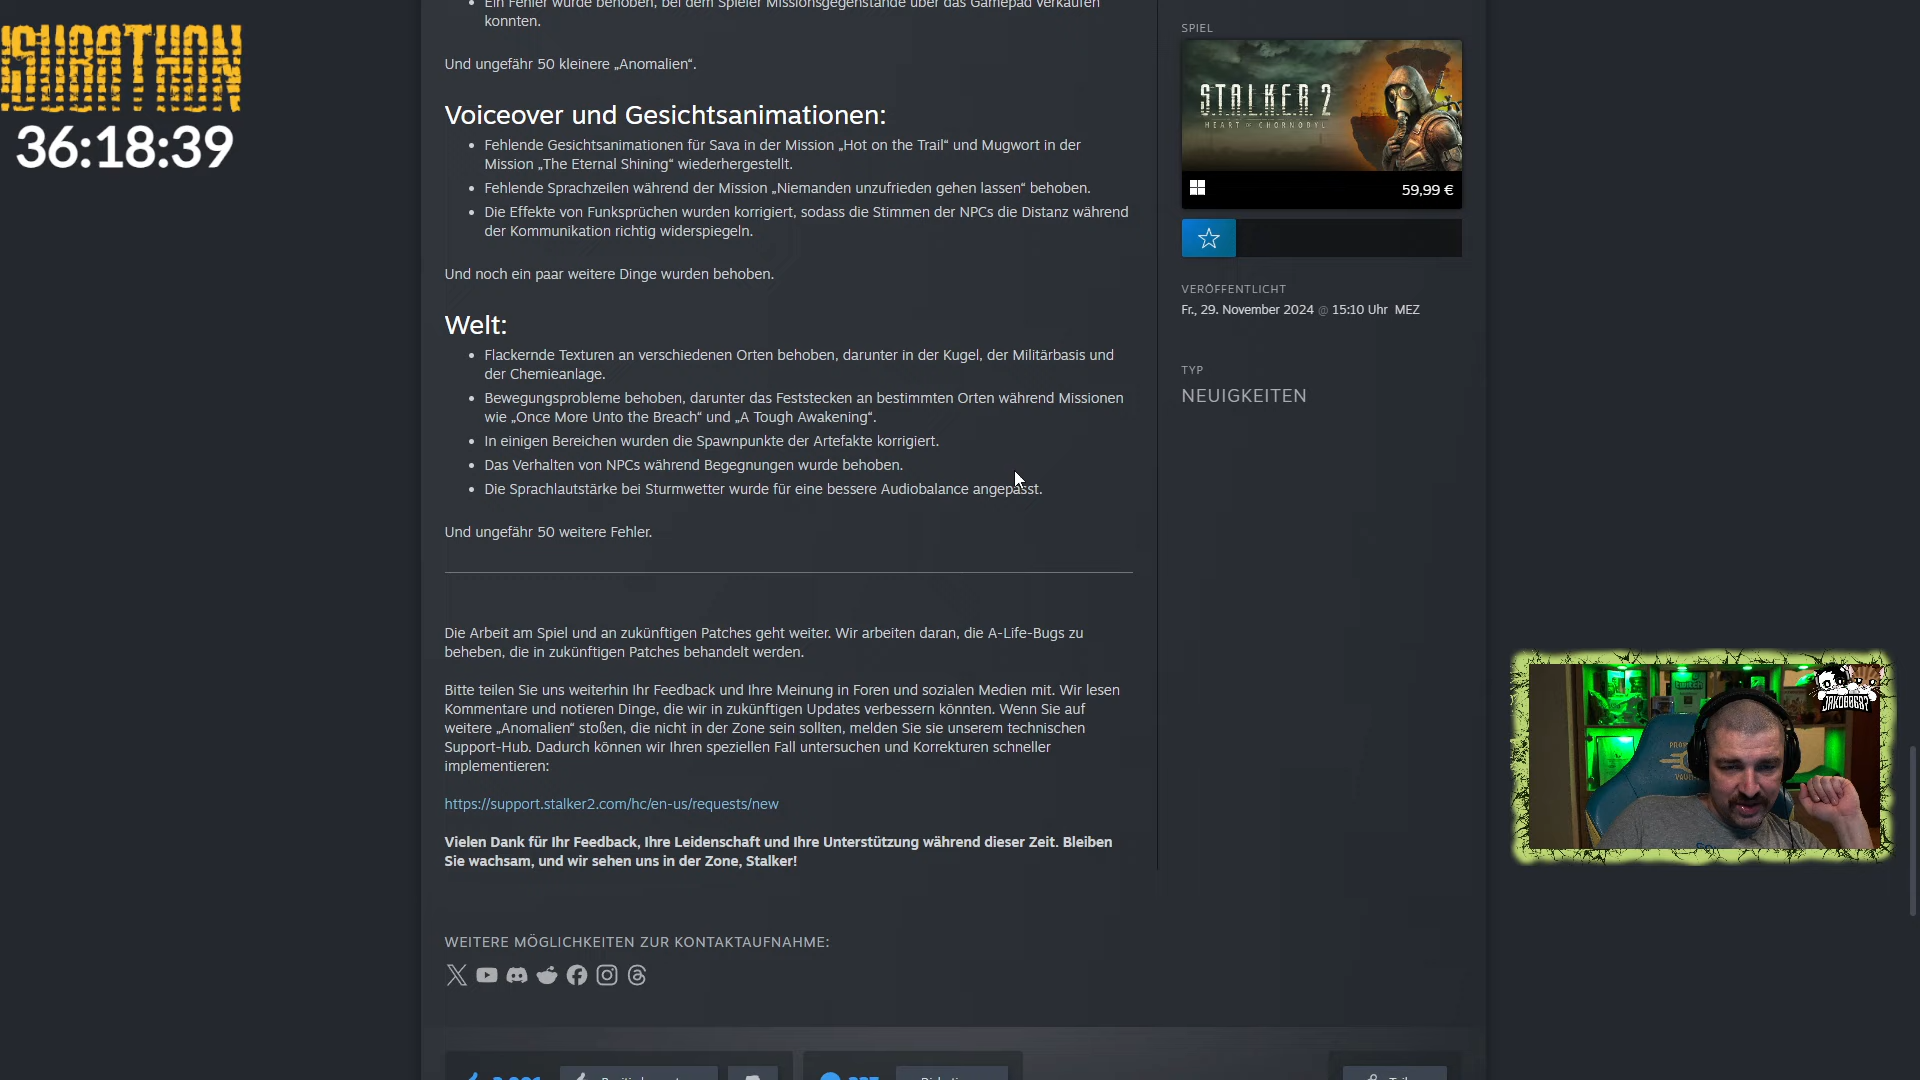 SUBATHON
36:18:39
Ein Fehler wurde behoben, bei dem Spieler Missionsgegenstände über das Gamepad verkaufen
konnten.
Und ungefähr 50 kleinere „Anomalien“.
Voiceover und Gesichtsanimationen:
Fehlende Gesichtsanimationen für Sava in der Mission „Hot on the Trail“ und Mugwort in der
Mission „The Eternal Shining“ wiederhergestellt.
Fehlende Sprachzeilen während der Mission „Niemanden unzufrieden gehen lassen“ behoben.
Die Effekte von Funksprüchen wurden korrigiert, sodass die Stimmen der NPCs die Distanz während
der Kommunikation richtig widerspiegeln.
Und noch ein paar weitere Dinge wurden behoben.
Welt:
Flackernde Texturen an verschiedenen Orten behoben, darunter in der Kugel, der Militärbasis und
der Chemieanlage.
Bewegungsprobleme behoben, darunter das Feststecken an bestimmten Orten während Missionen
wie „Once More Unto the Breach“ und „A Tough Awakening“.
In einigen Bereichen wurden die Spawnpunkte der Artefakte korrigiert.
Das Verhalten von NPCs während Begegnungen wurde behoben.
Die Sprachlautstärke bei Sturmwetter wurde für eine bessere Audiobalance angepasst.
Und ungefähr 50 weitere Fehler.
Die Arbeit am Spiel und an zukünftigen Patches geht weiter. Wir arbeiten daran, die A-Life-Bugs zu
beheben, die in zukünftigen Patches behandelt werden.
Bitte teilen Sie uns weiterhin Ihr Feedback und Ihre Meinung in Foren und sozialen Medien mit. Wir lesen
Kommentare und notieren Dinge, die wir in zukünftigen Updates verbessern könnten. Wenn Sie auf
weitere „Anomalien“ stoßen, die nicht in der Zone sein sollten, melden Sie sie unserem technischen
Support-Hub. Dadurch können wir Ihren speziellen Fall untersuchen und Korrekturen schneller
implementieren:
https://support.stalker2.com/hc/en-us/requests/new
Vielen Dank für Ihr Feedback, Ihre Leidenschaft und Ihre Unterstützung während dieser Zeit. Bleiben
Sie wachsam, und wir sehen uns in der Zone, Stalker!
WEITERE MÖGLICHKEITEN ZUR KONTAKTAUFNAHME:
SPIEL
S.T.A.L.K.E.R. 2
HEART OF CHORNOBYL
59,99 €
VERÖFFENTLICHT
Fr., 29. November 2024 @ 15:10 Uhr MEZ
TYP
NEUIGKEITEN
JAKOB8687